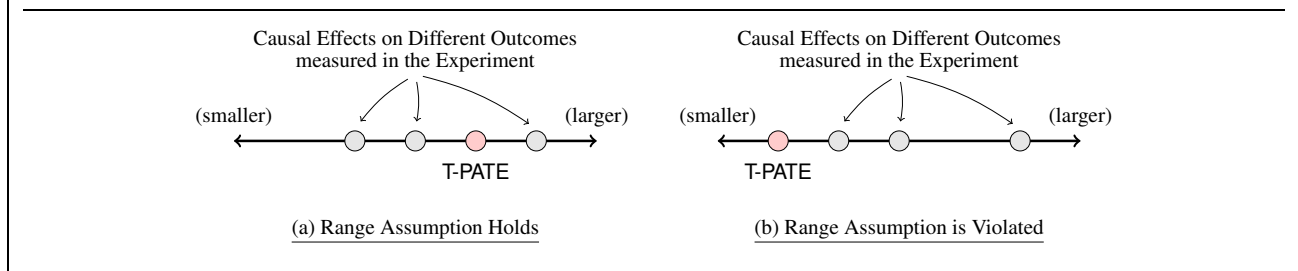 Causal Effects on Different Outcomes
measured in the Experiment
(smaller)
(larger)
T-PATE
(a) Range Assumption Holds
Causal Effects on Different Outcomes
measured in the Experiment
(smaller)
(larger)
T-PATE
(b) Range Assumption is Violated